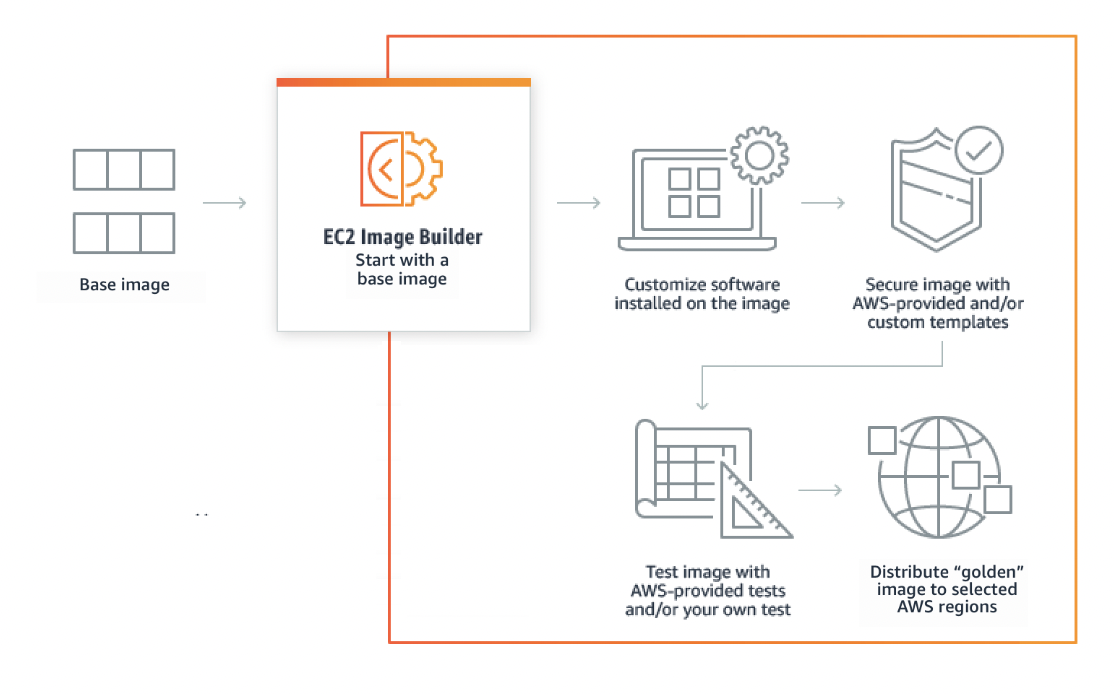 EC2 Image Builder
Start with a
base image
Base image
Customize software
installed on the image
Secure image with
AWS-provided and/or
custom templates
Test image with
AWS-provided tests
and/or your own test
Distribute “golden”
image to selected
AWS regions